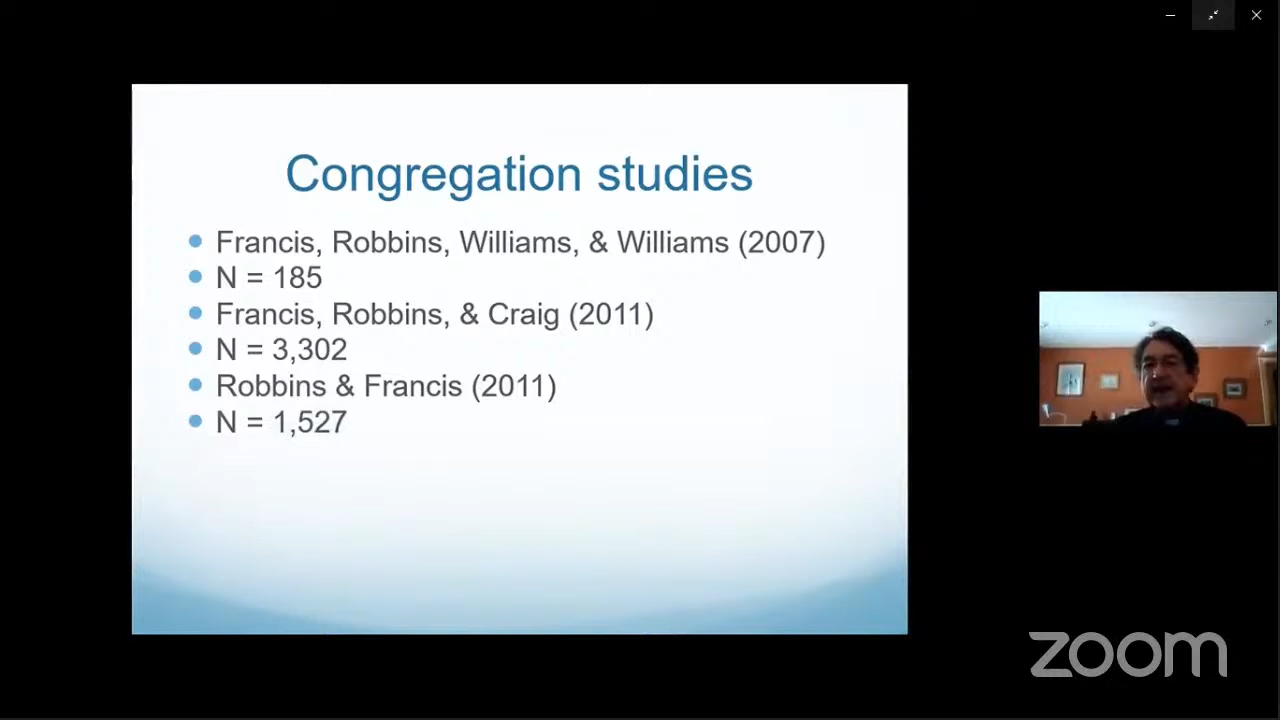 Congregation studies
Francis, Robbins, Williams, & Williams (2007)
N = 185
Francis, Robbins, & Craig (2011)
N = 3,302
Robbins & Francis (2011)
N = 1,527
zoom